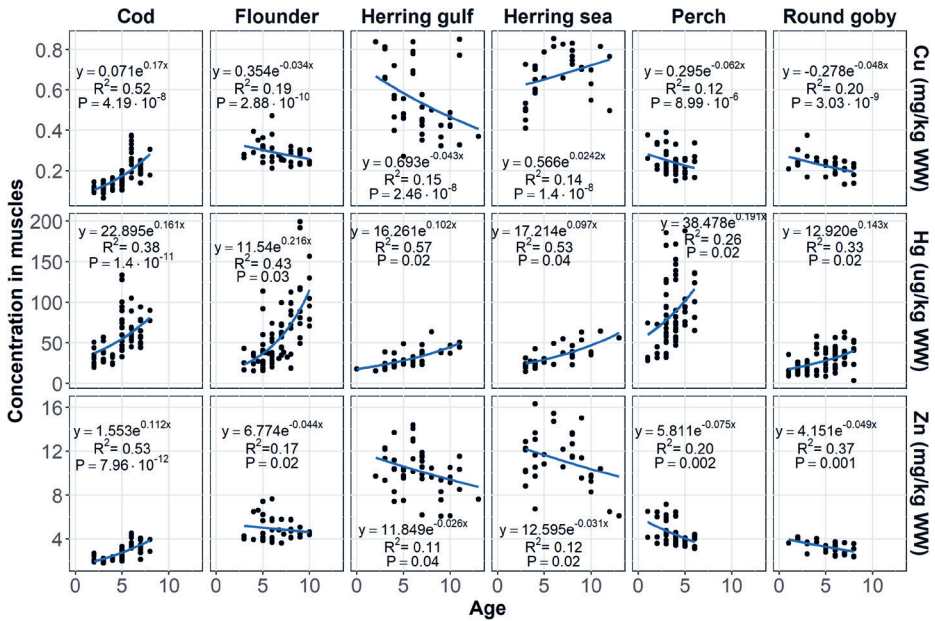 Cod Flounder Herring gulf Herring sea Perch Round goby
Concentration in muscles
0.8
0.6
0.4
0.2
y = 0.071e^0.17x
R² = 0.52
P = 4.19 · 10^-8
y = 0.354e^-0.034x
R² = 0.19
P = 2.88 · 10^-10
y = 0.693e^-0.043x
R² = 0.15
P = 2.46 · 10^-8
y = 0.566e^0.0242x
R² = 0.14
P = 1.4 · 10^-8
y = 0.295e^-0.062x
R² = 0.12
P = 8.99 · 10^-6
y = -0.278e^-0.048x
R² = 0.20
P = 3.03 · 10^-9
Cu (mg/kg WW)
200
150
100
50
0
y = 22.895e^0.161x
R² = 0.38
P = 1.4 · 10^-11
y = 11.54e^0.216x
R² = 0.43
P = 0.03
y = 16.261e^0.102x
R² = 0.57
P = 0.02
y = 17.214e^0.097x
R² = 0.53
P = 0.04
y = 38.478e^0.191x
R² = 0.26
P = 0.02
y = 12.920e^0.143x
R² = 0.33
P = 0.02
Hg (ug/kg WW)
16
12
8
4
y = 1.553e^0.112x
R² = 0.53
P = 7.96 · 10^-12
y = 6.774e^-0.044x
R² = 0.17
P = 0.02
y = 11.849e^-0.026x
R² = 0.11
P = 0.04
y = 12.595e^-0.031x
R² = 0.12
P = 0.02
y = 5.811e^-0.075x
R² = 0.20
P = 0.002
y = 4.151e^-0.049x
R² = 0.37
P = 0.001
Zn (mg/kg WW)
0 5 10 0 5 10 0 5 10 0 5 10 0 5 10 0 5 10
Age